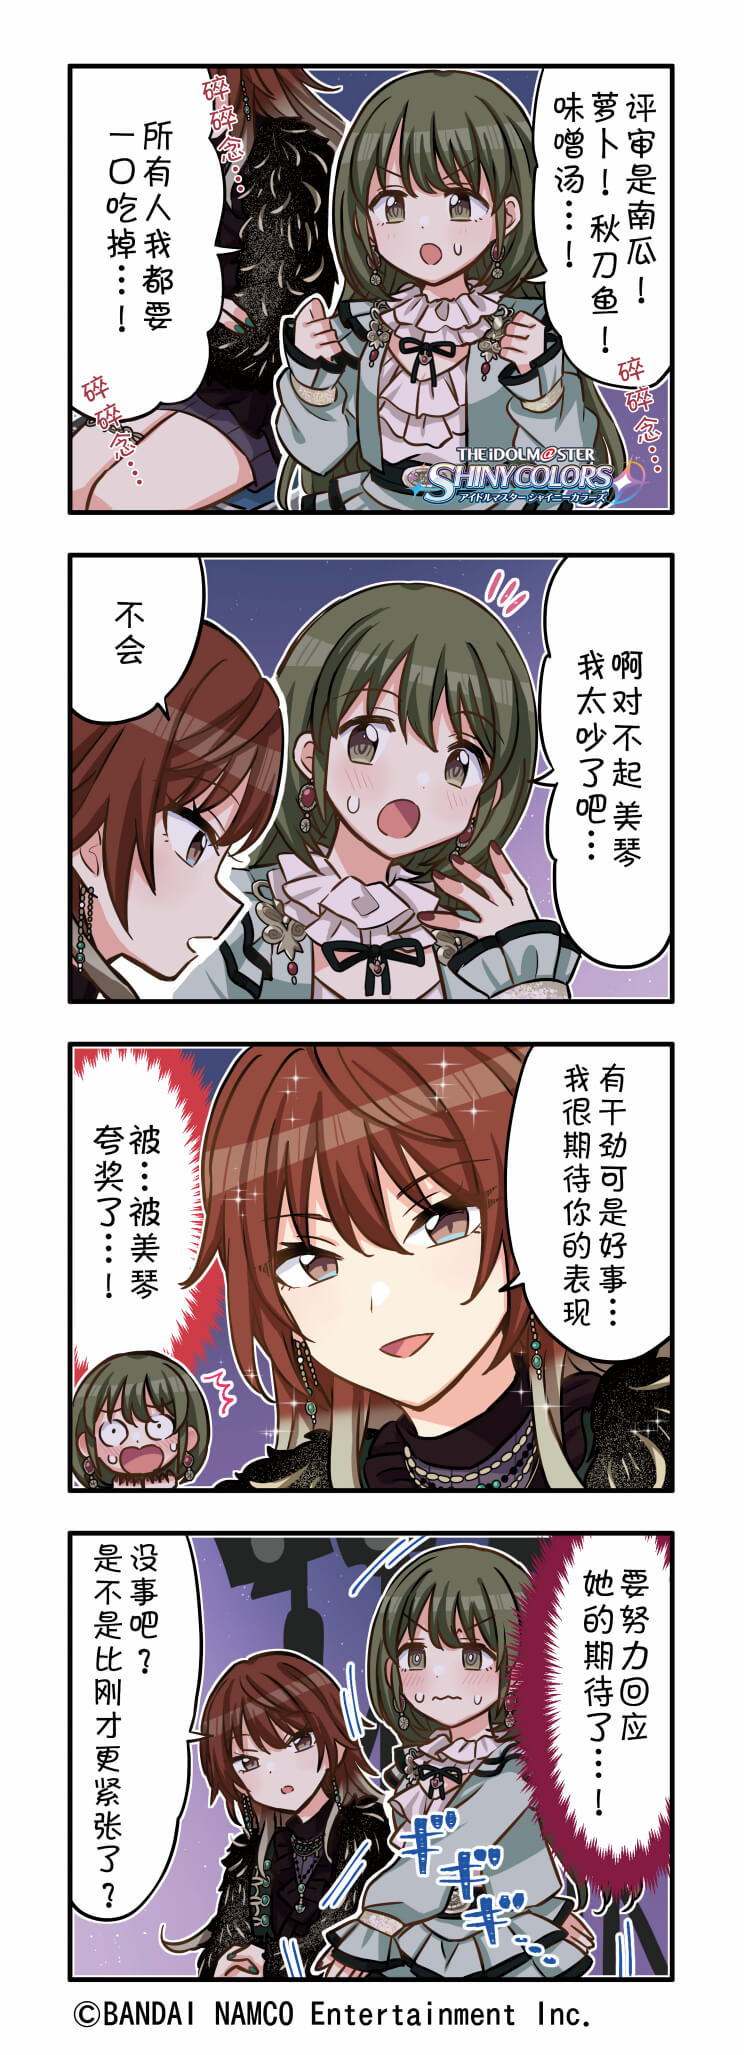 评审是南瓜！
萝卜！秋刀鱼！
味噌汤…！
碎碎念…
所有人我都要
一口吃掉…！
碎碎念…
碎碎念…
THE iDOLM@STER
SHINYCOLORS
アイドルマスター シャイニーカラーズ
啊对不起美琴
我太吵了吧…
不会
有干劲可是好事…
我很期待你的表现
被…被美琴
夸奖了…！
要努力回应
她的期待了…！
没事吧？
是不是比刚才更紧张了？
ギギギ…
©BANDAI NAMCO Entertainment Inc.